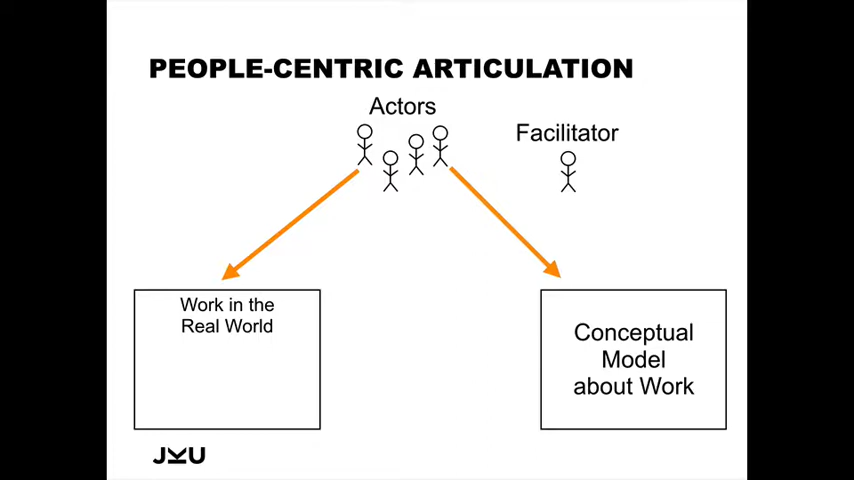 PEOPLE-CENTRIC ARTICULATION
Actors
Facilitator
Work in the
Real World
Conceptual
Model
about Work
JKU